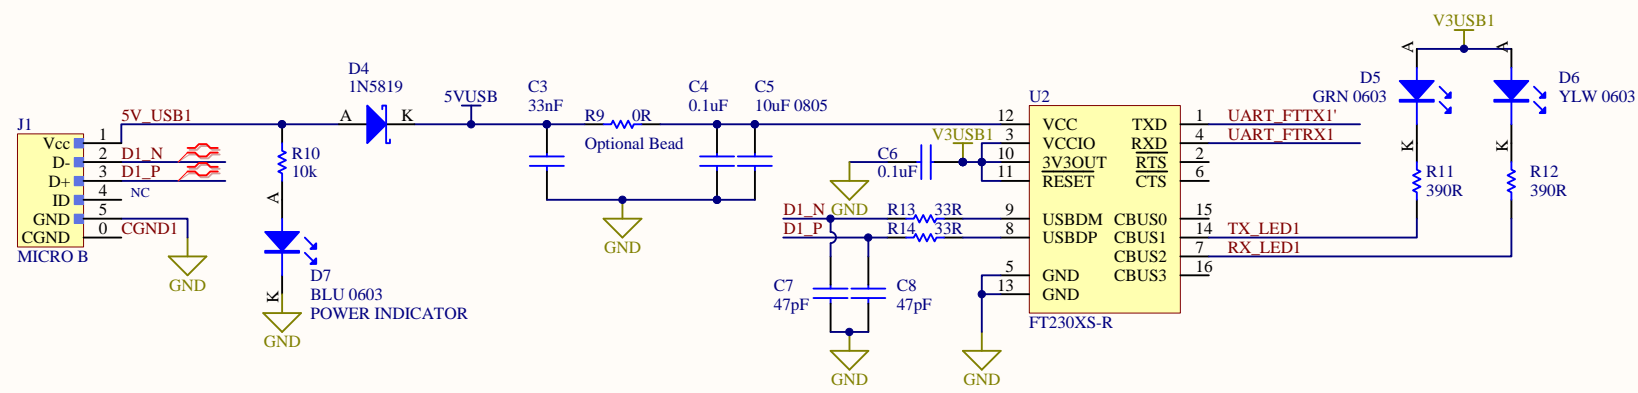 J1
5V_USB1
Vcc 1
D- 2 D1_N
D+ 3 D1_P
ID 4 NC
GND 5
CGND 0 CGND1
MICRO B
GND
R10
10k
A
D7
BLU 0603
POWER INDICATOR
K
GND
D4
1N5819
A K
5VUSB
C3
33nF
R9 0R
Optional Bead
C4
0.1uF
C5
10uF 0805
GND
V3USB1
C6
0.1uF
GND
D1_N R13 33R
D1_P R14 33R
C7
47pF
C8
47pF
GND
GND
U2
12 VCC TXD 1 UART_FTTX1'
3 VCCIO RXD 4 UART_FTRX1
10 3V3OUT RTS 2
11 RESET CTS 6
9 USBDM CBUS0 15
8 USBDP CBUS1 14 TX_LED1
CBUS2 7 RX_LED1
5 GND CBUS3 16
13 GND
FT230XS-R
V3USB1
A A
D5
GRN 0603
D6
YLW 0603
K K
R11
390R
R12
390R